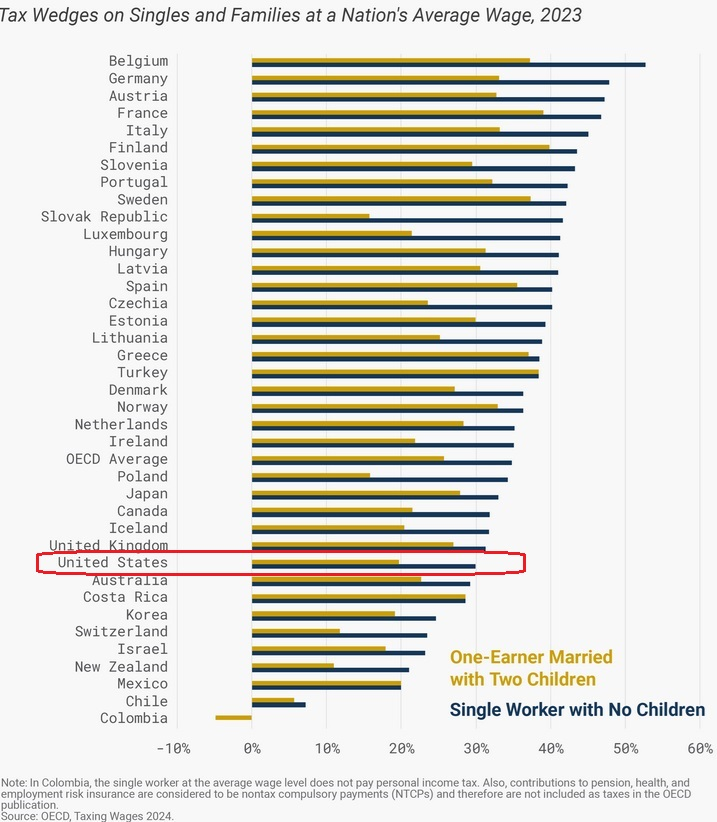 Tax Wedges on Singles and Families at a Nation's Average Wage, 2023
Belgium
Germany
Austria
France
Italy
Finland
Slovenia
Portugal
Sweden
Slovak Republic
Luxembourg
Hungary
Latvia
Spain
Czechia
Estonia
Lithuania
Greece
Turkey
Denmark
Norway
Netherlands
Ireland
OECD Average
Poland
Japan
Canada
Iceland
United Kingdom
United States
Australia
Costa Rica
Korea
Switzerland
Israel
New Zealand
Mexico
Chile
Colombia
One-Earner Married
with Two Children
Single Worker with No Children
-10% 0% 10% 20% 30% 40% 50% 60%
Note: In Colombia, the single worker at the average wage level does not pay personal income tax. Also, contributions to pension, health, and
employment risk insurance are considered to be nontax compulsory payments (NTCPs) and therefore are not included as taxes in the OECD
publication.
Source: OECD, Taxing Wages 2024.